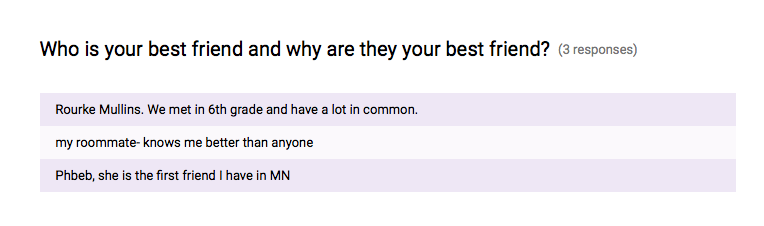 Who is your best friend and why are they your best friend? (3 responses)
Rourke Mullins. We met in 6th grade and have a lot in common.
my roommate- knows me better than anyone
Phbeb, she is the first friend I have in MN